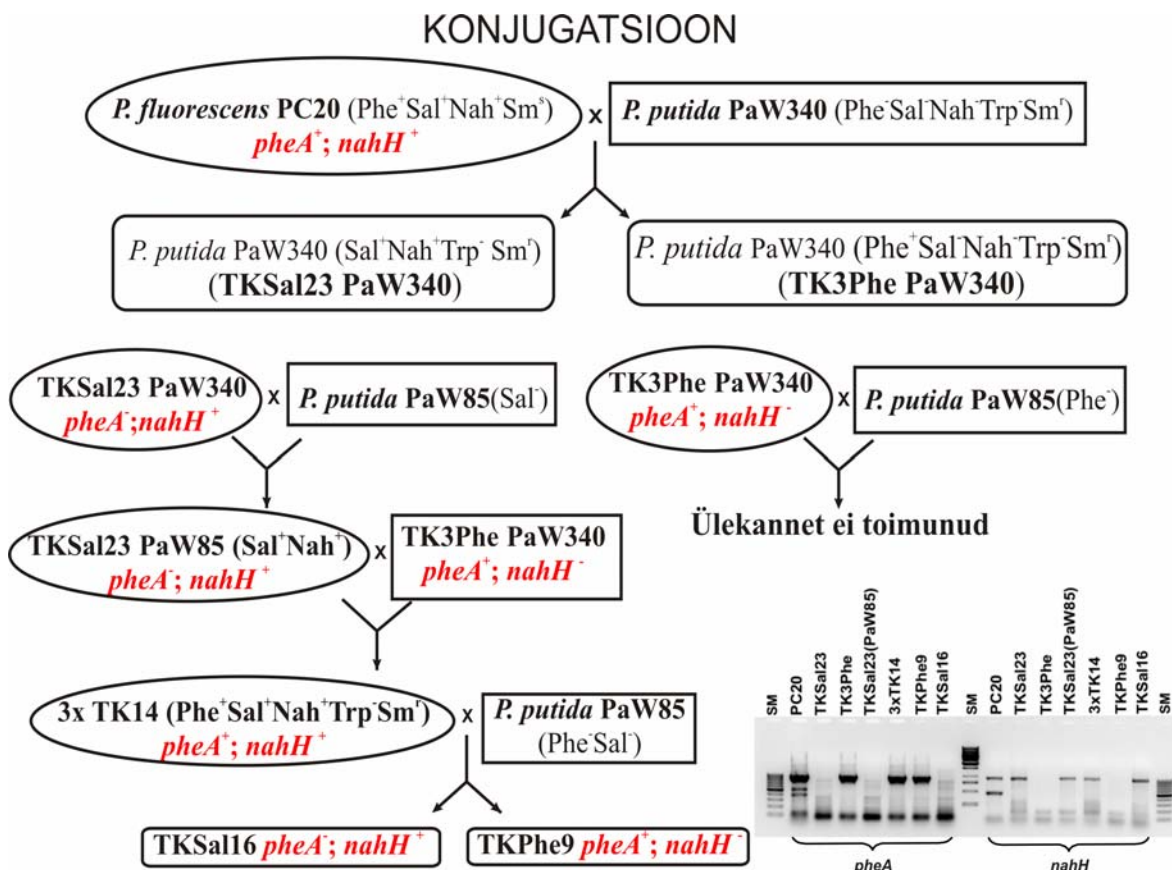 KONJUGATSIOON
P. fluorescens PC20 (Phe⁺Sal⁺Nah⁺Smˢ)
pheA⁺; nahH⁺
x
P. putida PaW340 (Phe⁻Sal⁻Nah⁻Trp⁻Smʳ)
P. putida PaW340 (Sal⁺Nah⁺Trp⁻ Smʳ)
(TKSal23 PaW340)
P. putida PaW340 (Phe⁺Sal⁻Nah⁻Trp⁻Smʳ)
(TK3Phe PaW340)
TKSal23 PaW340
pheA⁻;nahH⁺
x
P. putida PaW85(Sal⁻)
TK3Phe PaW340
pheA⁺; nahH⁻
x
P. putida PaW85(Phe⁻)
Ülekannet ei toimunud
TKSal23 PaW85 (Sal⁺Nah⁺)
pheA⁻; nahH⁺
x
TK3Phe PaW340
pheA⁺; nahH⁻
3x TK14 (Phe⁺Sal⁺Nah⁺Trp⁻Smʳ)
pheA⁺; nahH⁺
x
P. putida PaW85
(Phe⁻Sal⁻)
TKSal16 pheA⁻; nahH⁺
TKPhe9 pheA⁺; nahH⁻
SM
PC20
TKSal23
TK3Phe
TKSal23(PaW85)
3xTK14
TKPhe9
TKSal16
SM
PC20
TKSal23
TK3Phe
TKSal23(PaW85)
3xTK14
TKPhe9
TKSal16
SM
pheA
nahH